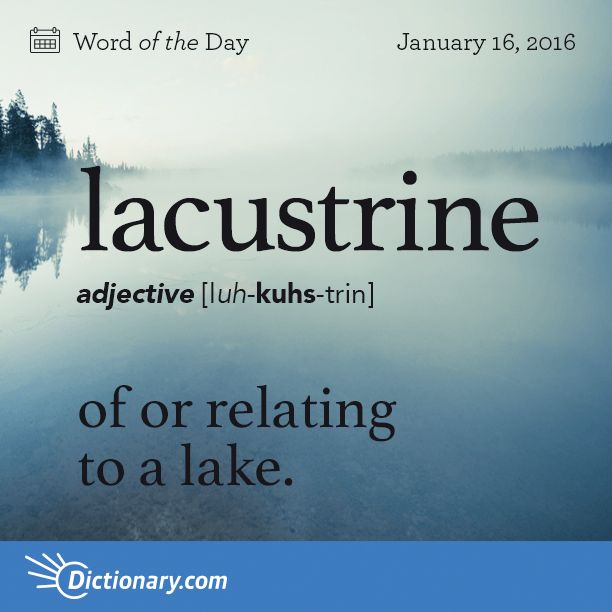 Word of the Day
January 16, 2016
lacustrine
adjective [luh-kuhs-trin]
of or relating
to a lake.
Dictionary.com